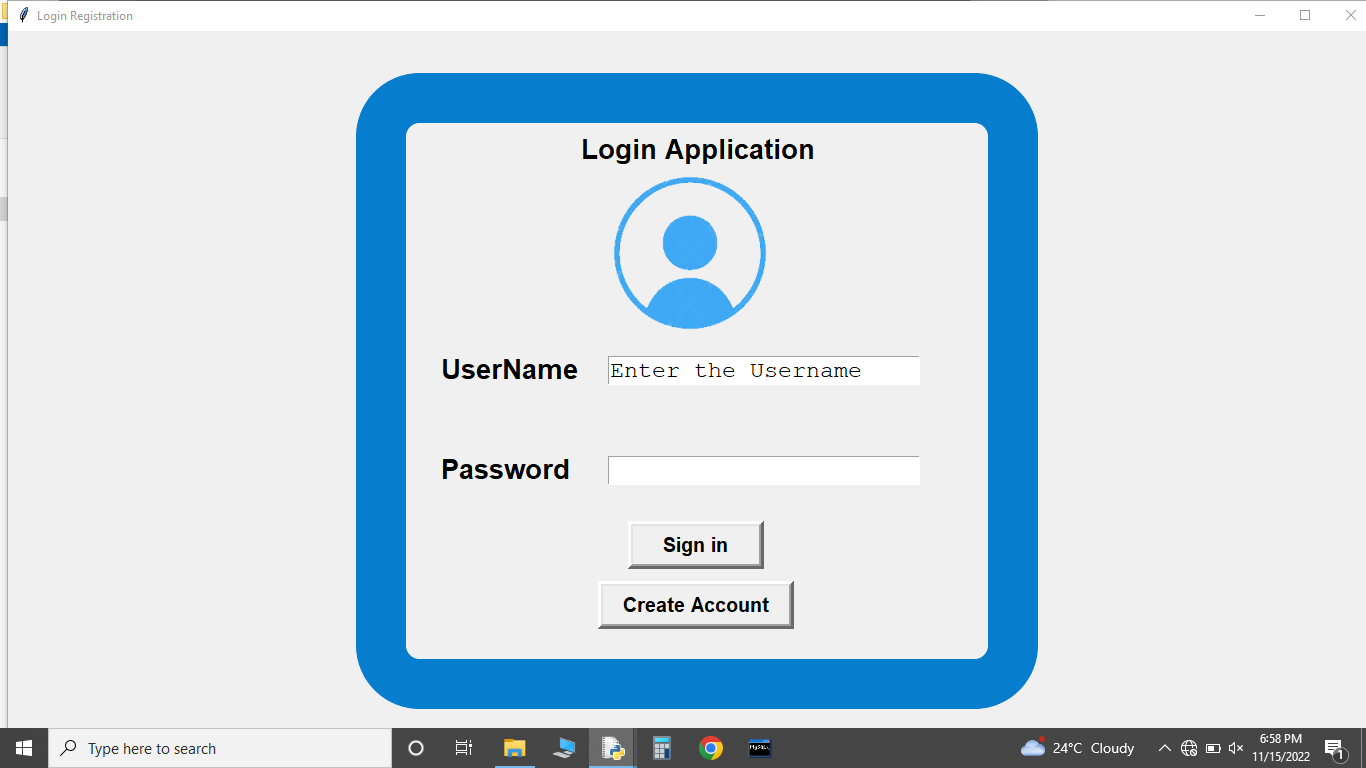 Login Registration
Login Application
UserName
Enter the Username
Password
Sign in
Create Account
Type here to search
24°C Cloudy
6:58 PM
11/15/2022
1